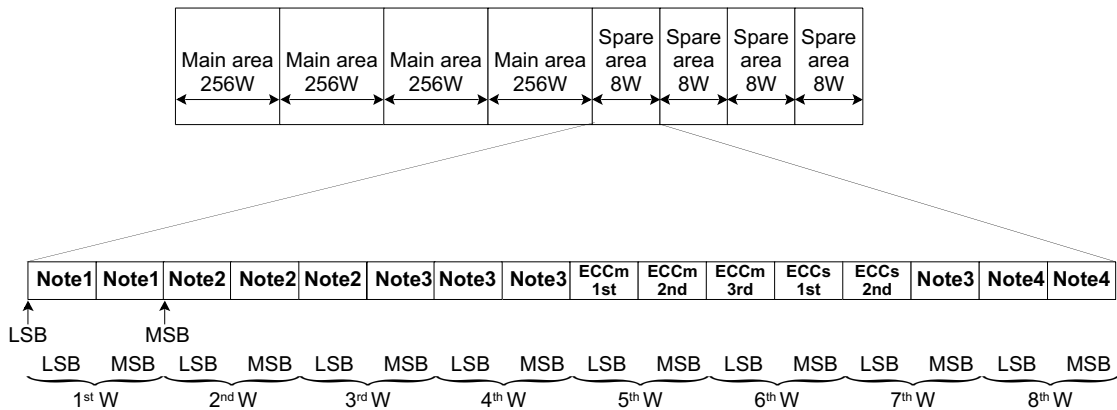 Main area 256W Main area 256W Main area 256W Main area 256W Spare area 8W Spare area 8W Spare area 8W Spare area 8W
Note1 Note1 Note2 Note2 Note2 Note3 Note3 Note3 ECCm 1st ECCm 2nd ECCm 3rd ECCs 1st ECCs 2nd Note3 Note4 Note4
LSB MSB
LSB MSB LSB MSB LSB MSB LSB MSB LSB MSB LSB MSB LSB MSB LSB MSB
1st W 2nd W 3rd W 4th W 5th W 6th W 7th W 8th W